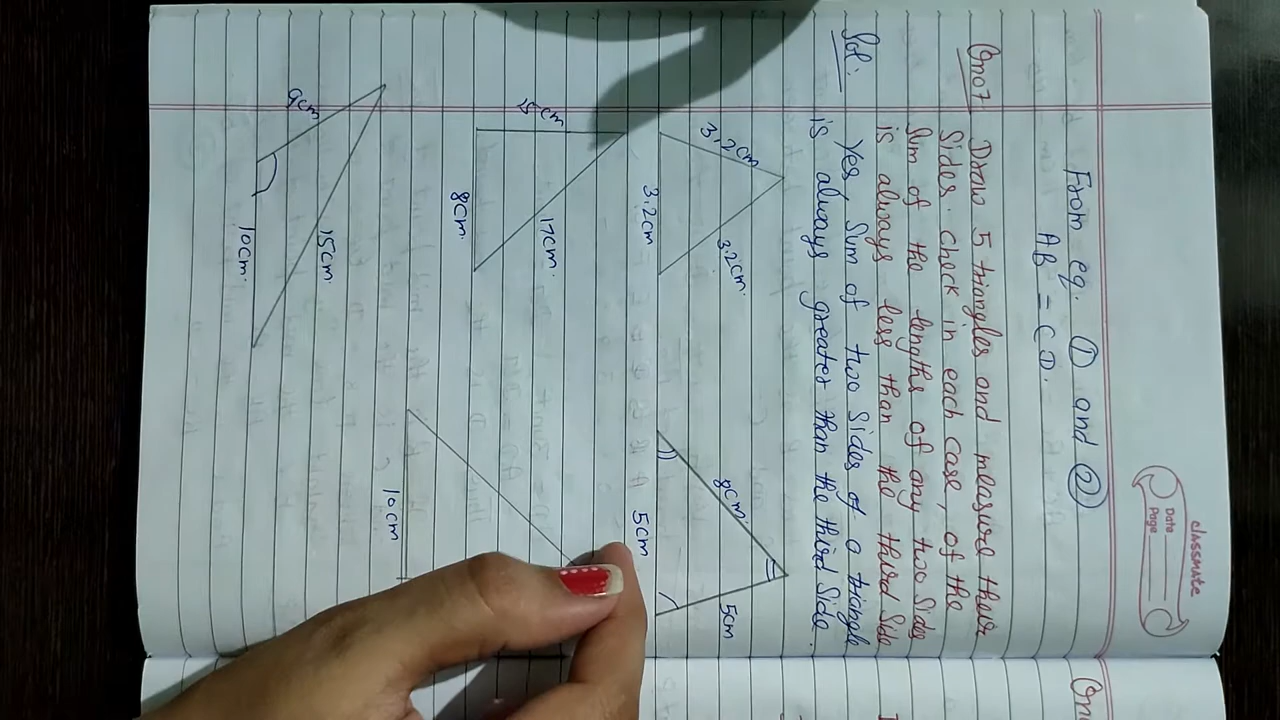 classmate
Date
Page
From eq. ① and ②
AB = CD.
Qno7 Draw 5 triangles and measure their
sides. check in each case, of the
sum of the lengths of any two sides
is always less than the third side
Sol: Yes, Sum of two sides of a triangle
is always greater than the third side.
3.2cm
3.2cm.
3.2cm
8cm.
5cm
5cm
15cm
17cm.
8cm.
9cm
15cm.
10cm.
10cm